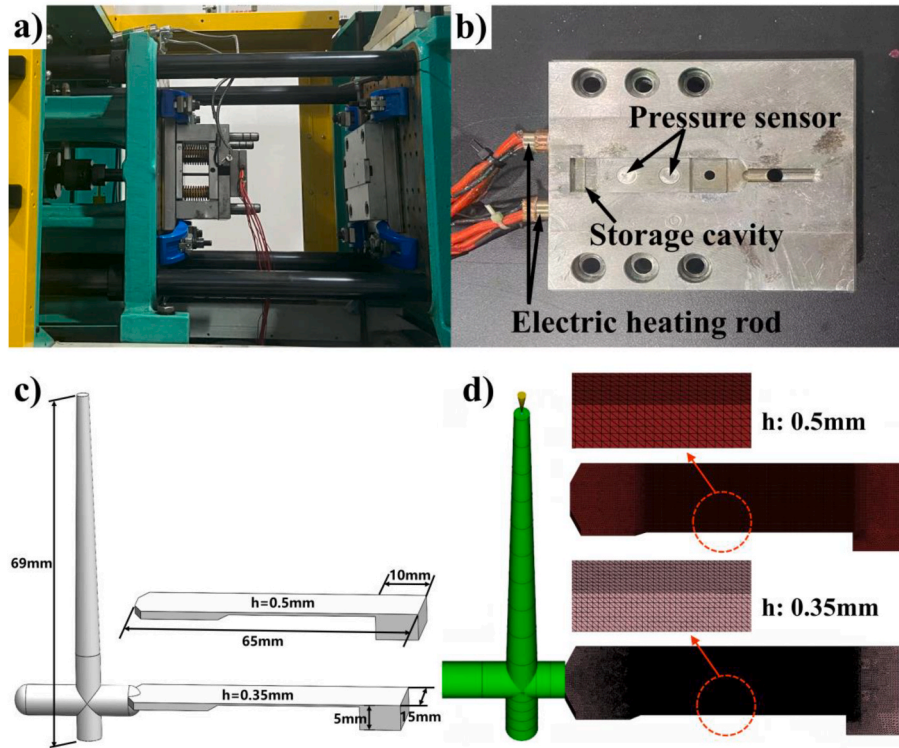 a)
b)
Pressure sensor
Storage cavity
Electric heating rod
c)
69mm
10mm
h=0.5mm
65mm
h=0.35mm
5mm
15mm
d)
h: 0.5mm
h: 0.35mm